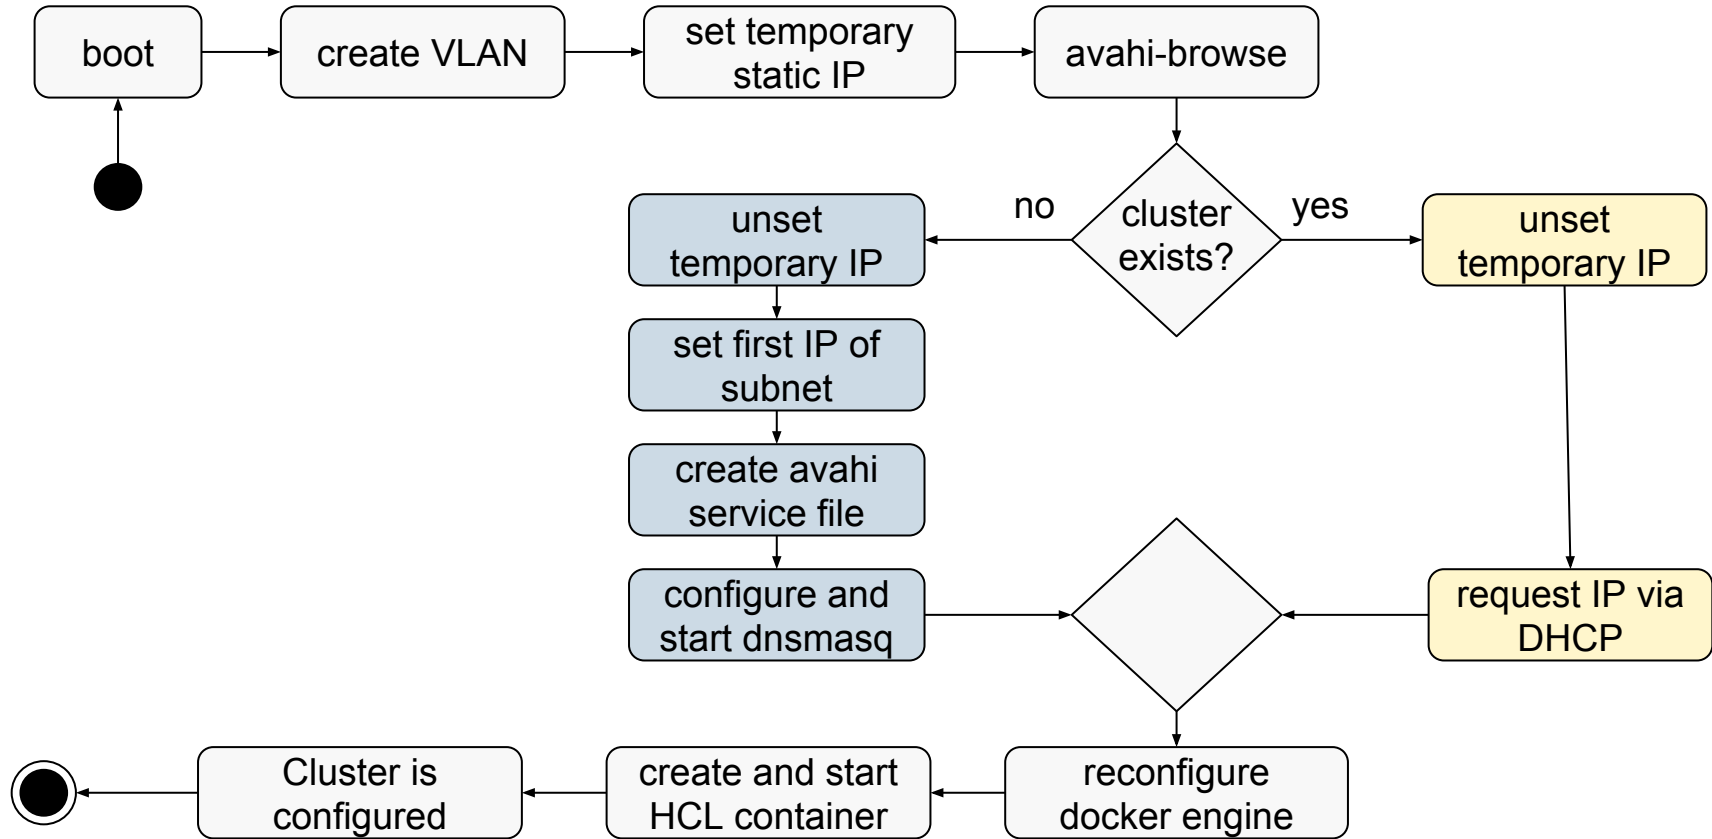 boot
create VLAN
set temporary
static IP
avahi-browse
no
cluster
exists?
yes
unset
temporary IP
unset
temporary IP
set first IP of
subnet
create avahi
service file
configure and
start dnsmasq
request IP via
DHCP
Cluster is
configured
create and start
HCL container
reconfigure
docker engine